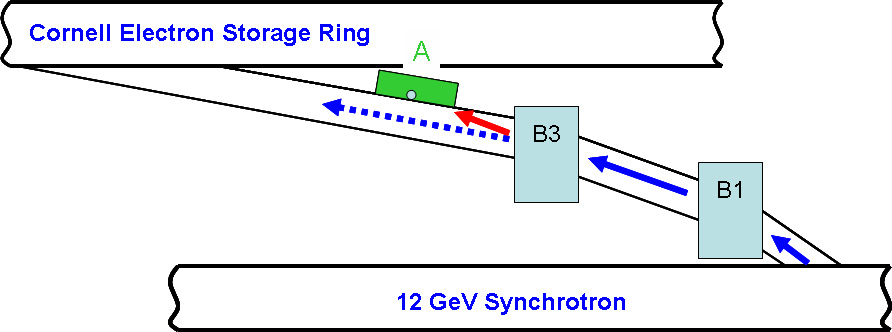 Cornell Electron Storage Ring
A
B3
B1
12 GeV Synchrotron